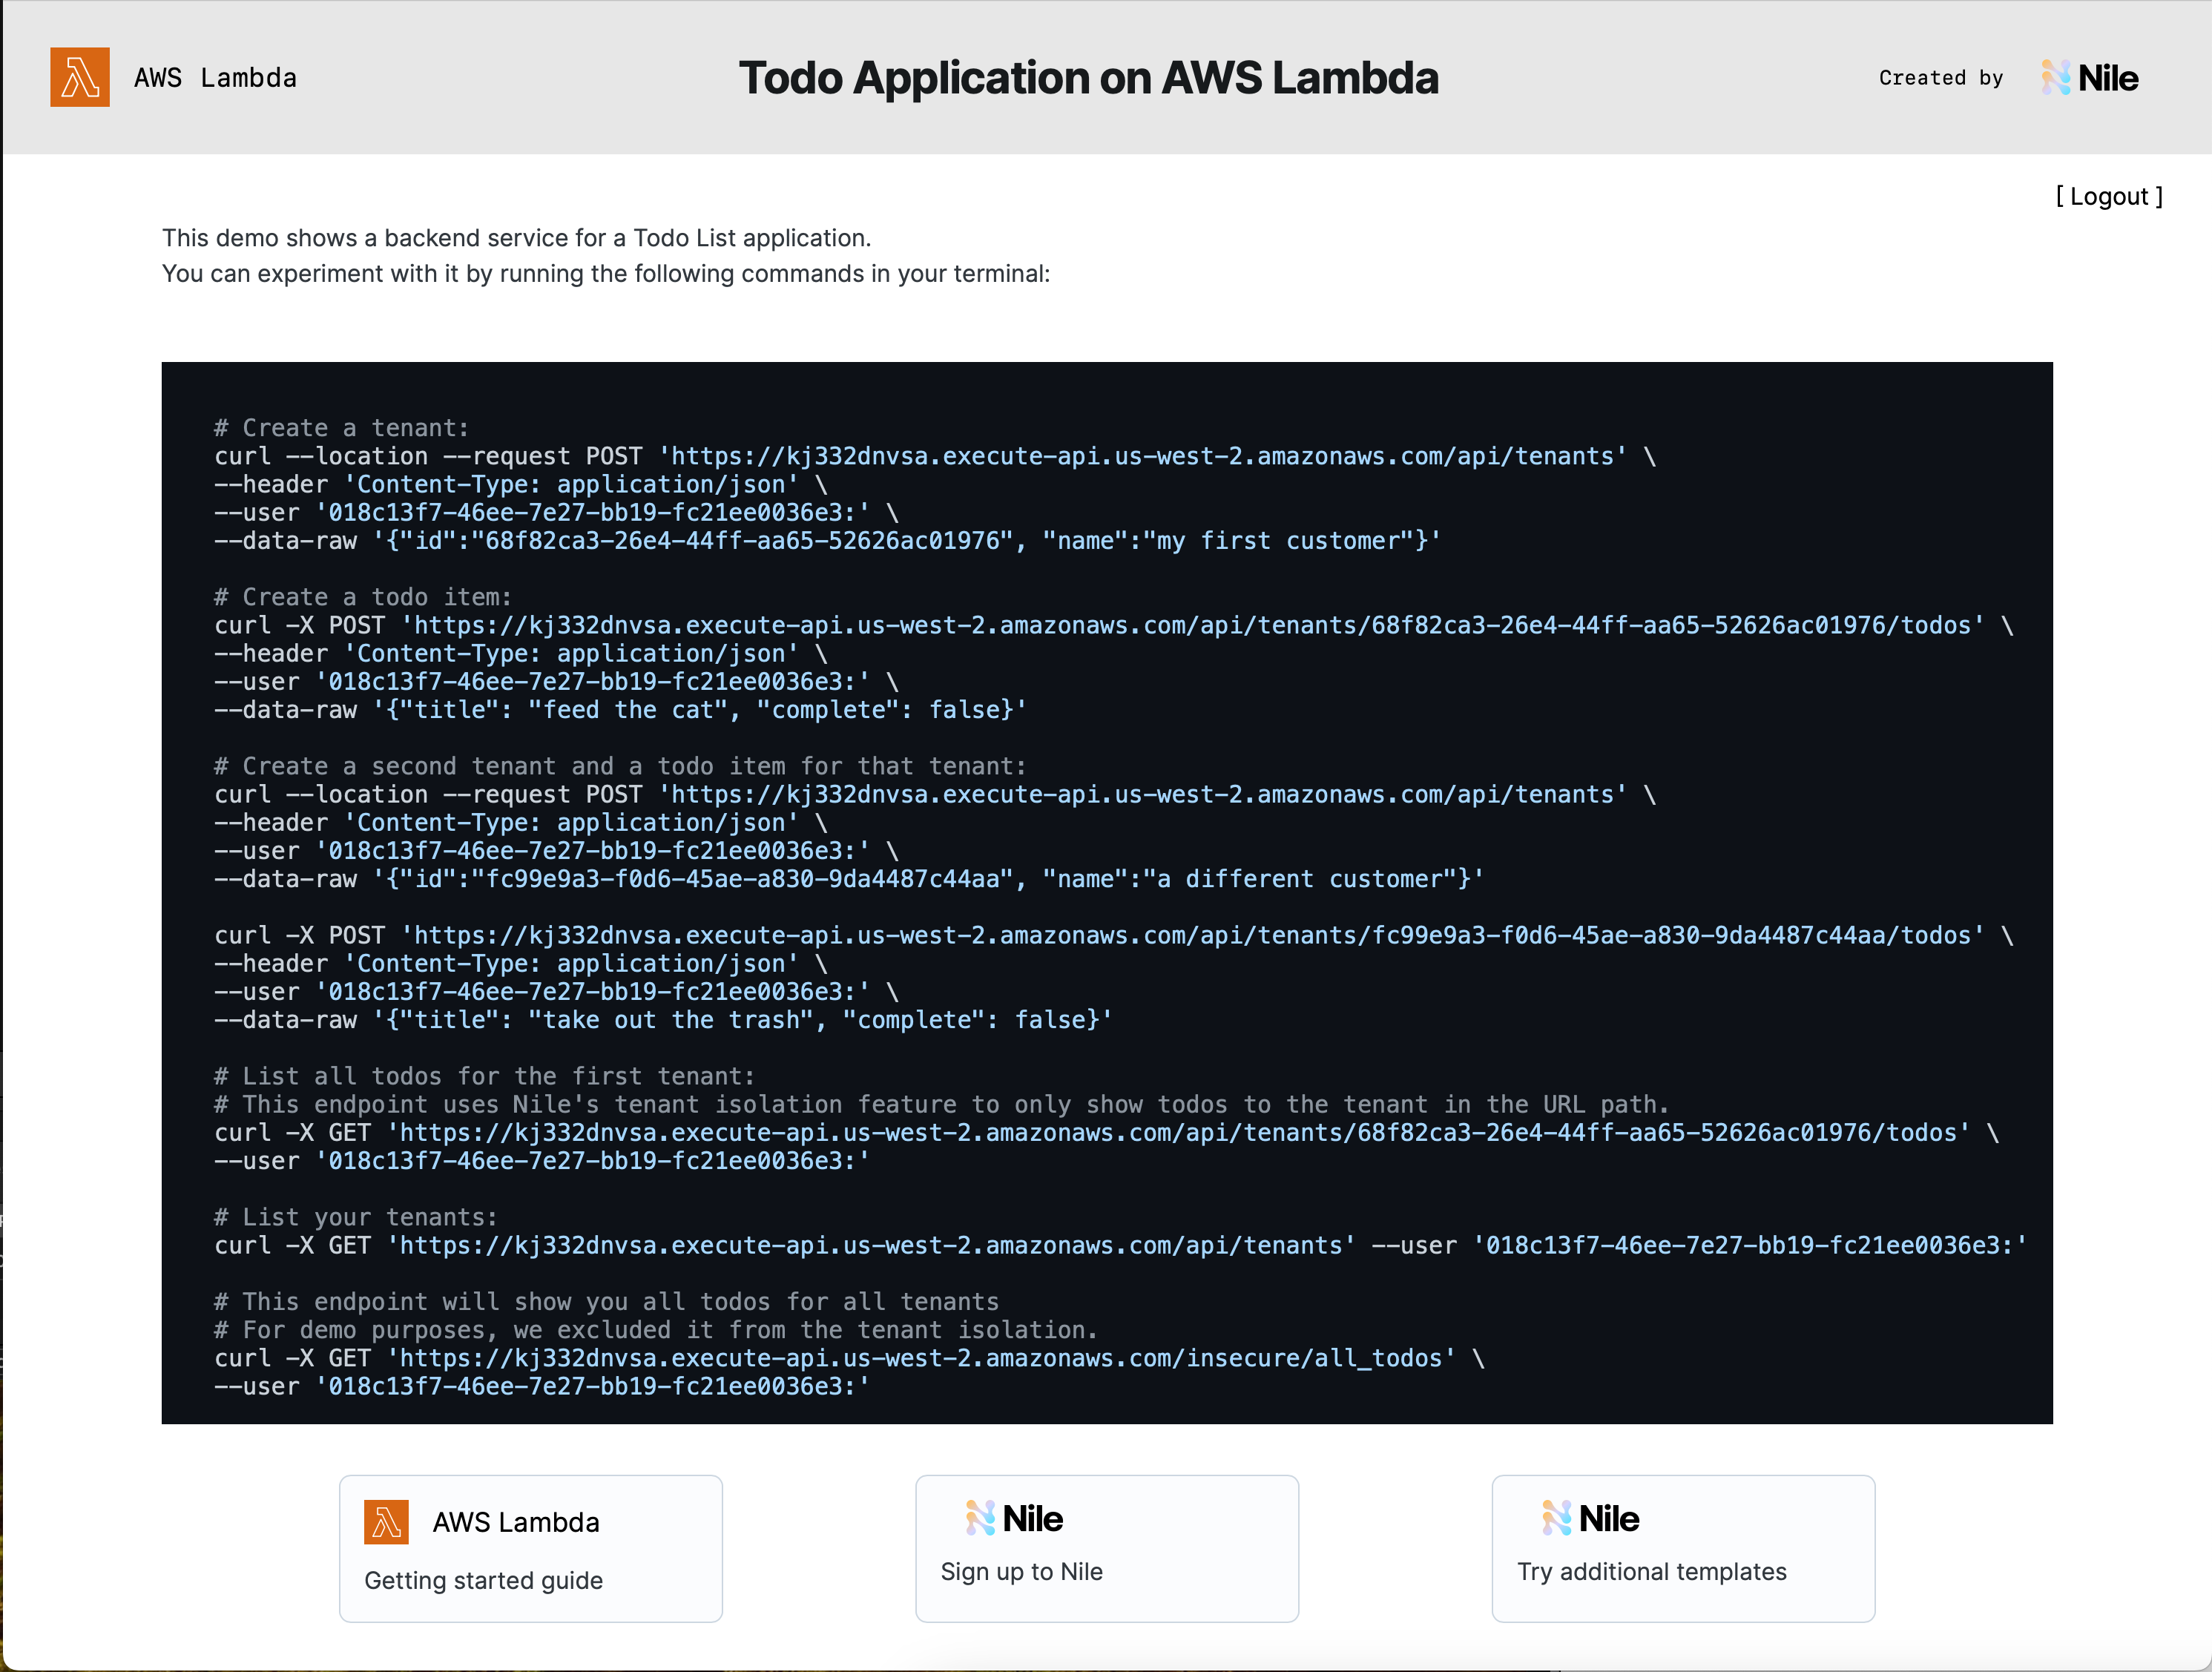 AWS Lambda
Todo Application on AWS Lambda
Created by Nile
[ Logout ]
This demo shows a backend service for a Todo List application.
You can experiment with it by running the following commands in your terminal:
# Create a tenant:
curl --location --request POST 'https://kj332dnvsa.execute-api.us-west-2.amazonaws.com/api/tenants' \
--header 'Content-Type: application/json' \
--user '018c13f7-46ee-7e27-bb19-fc21ee0036e3:' \
--data-raw '{"id":"68f82ca3-26e4-44ff-aa65-52626ac01976", "name":"my first customer"}'
# Create a todo item:
curl -X POST 'https://kj332dnvsa.execute-api.us-west-2.amazonaws.com/api/tenants/68f82ca3-26e4-44ff-aa65-52626ac01976/todos' \
--header 'Content-Type: application/json' \
--user '018c13f7-46ee-7e27-bb19-fc21ee0036e3:' \
--data-raw '{"title": "feed the cat", "complete": false}'
# Create a second tenant and a todo item for that tenant:
curl --location --request POST 'https://kj332dnvsa.execute-api.us-west-2.amazonaws.com/api/tenants' \
--header 'Content-Type: application/json' \
--user '018c13f7-46ee-7e27-bb19-fc21ee0036e3:' \
--data-raw '{"id":"fc99e9a3-f0d6-45ae-a830-9da4487c44aa", "name":"a different customer"}'
curl -X POST 'https://kj332dnvsa.execute-api.us-west-2.amazonaws.com/api/tenants/fc99e9a3-f0d6-45ae-a830-9da4487c44aa/todos' \
--header 'Content-Type: application/json' \
--user '018c13f7-46ee-7e27-bb19-fc21ee0036e3:' \
--data-raw '{"title": "take out the trash", "complete": false}'
# List all todos for the first tenant:
# This endpoint uses Nile's tenant isolation feature to only show todos to the tenant in the URL path.
curl -X GET 'https://kj332dnvsa.execute-api.us-west-2.amazonaws.com/api/tenants/68f82ca3-26e4-44ff-aa65-52626ac01976/todos' \
--user '018c13f7-46ee-7e27-bb19-fc21ee0036e3:'
# List your tenants:
curl -X GET 'https://kj332dnvsa.execute-api.us-west-2.amazonaws.com/api/tenants' --user '018c13f7-46ee-7e27-bb19-fc21ee0036e3:'
# This endpoint will show you all todos for all tenants
# For demo purposes, we excluded it from the tenant isolation.
curl -X GET 'https://kj332dnvsa.execute-api.us-west-2.amazonaws.com/insecure/all_todos' \
--user '018c13f7-46ee-7e27-bb19-fc21ee0036e3:'
AWS Lambda
Getting started guide
Nile
Sign up to Nile
Nile
Try additional templates